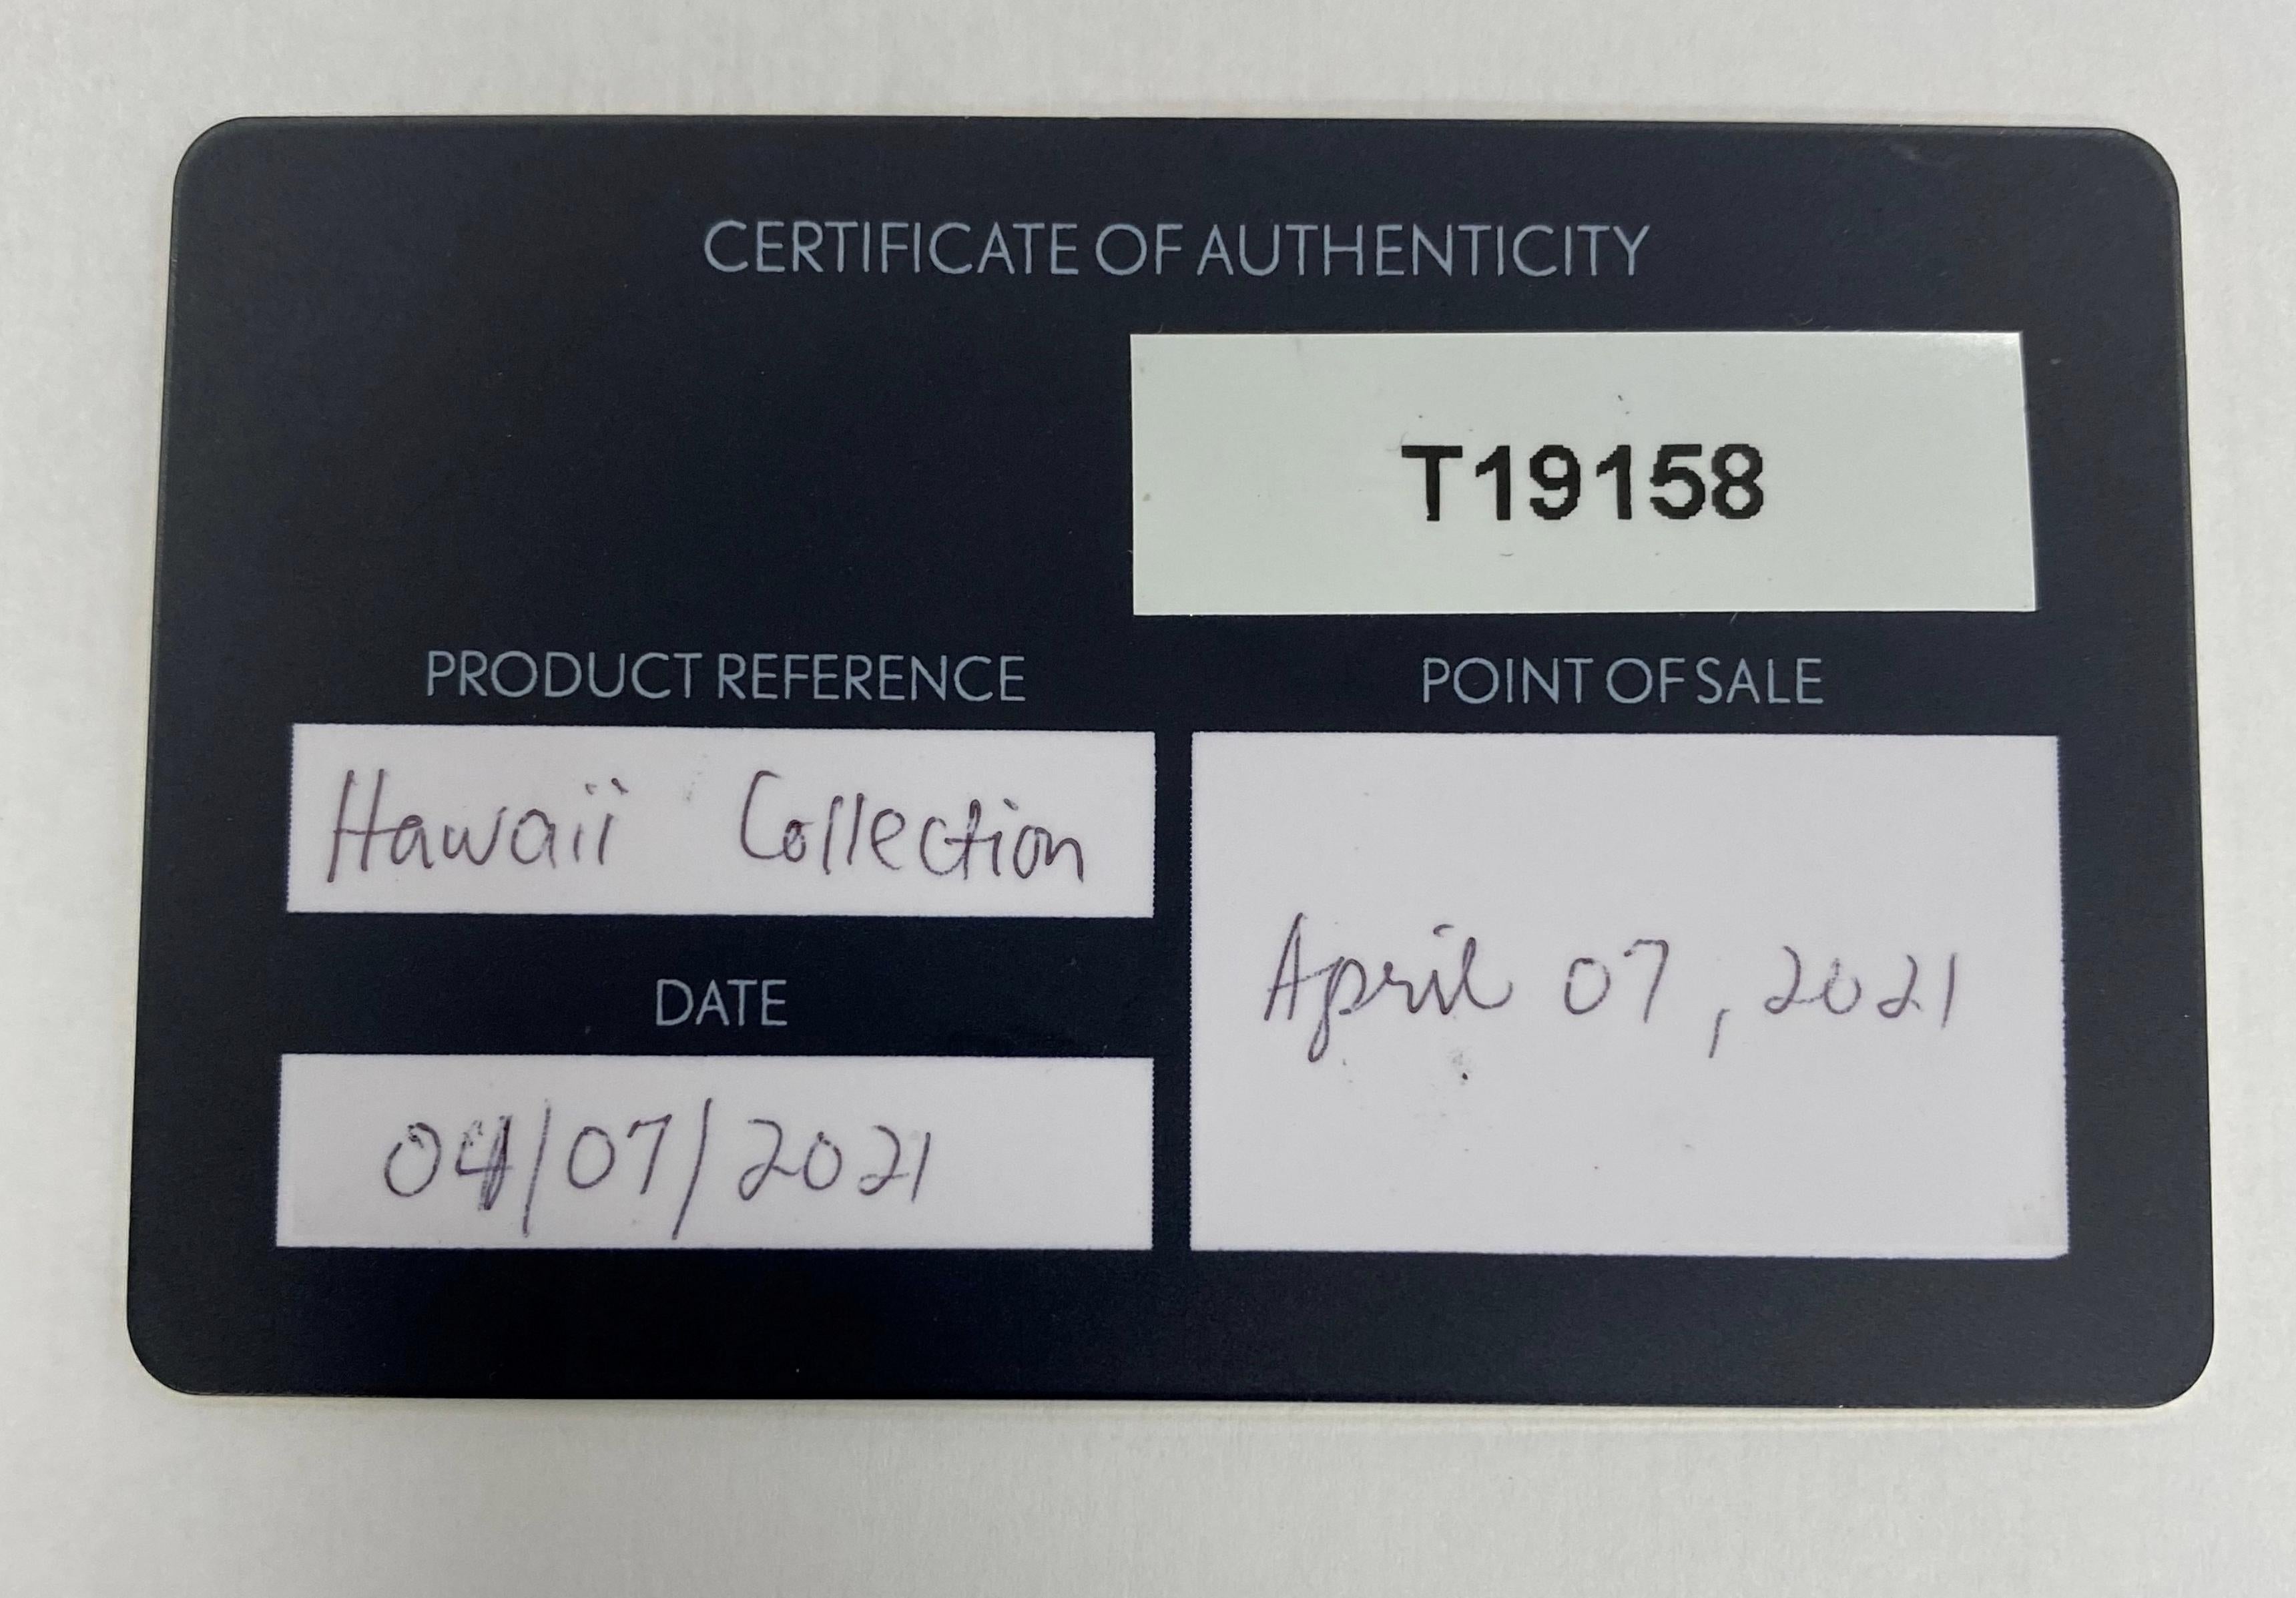 CERTIFICATE OF AUTHENTICITY
T19158
PRODUCT REFERENCE
Hawaii Collection
DATE
04/07/2021
POINT OF SALE
April 07, 2021